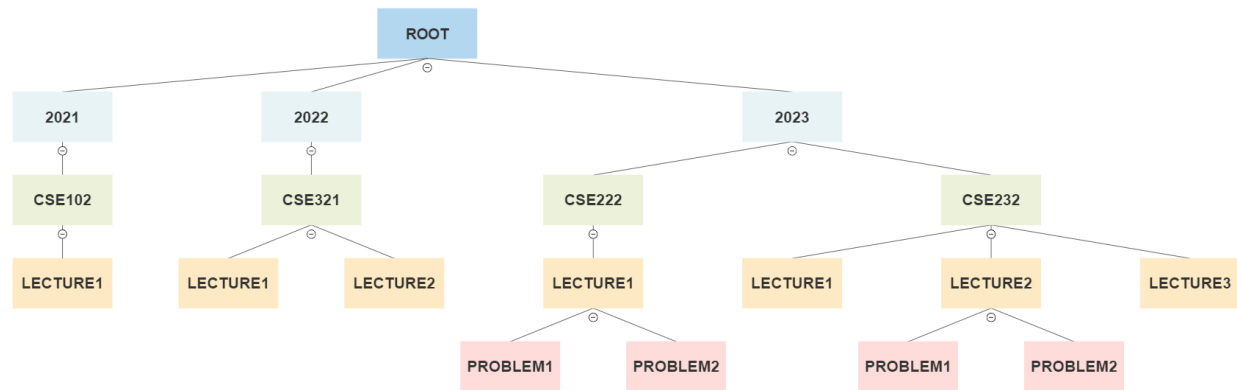 ROOT
2021
2022
2023
CSE102
CSE321
CSE222
CSE232
LECTURE1
LECTURE1
LECTURE2
LECTURE1
LECTURE1
LECTURE2
LECTURE3
PROBLEM1
PROBLEM2
PROBLEM1
PROBLEM2